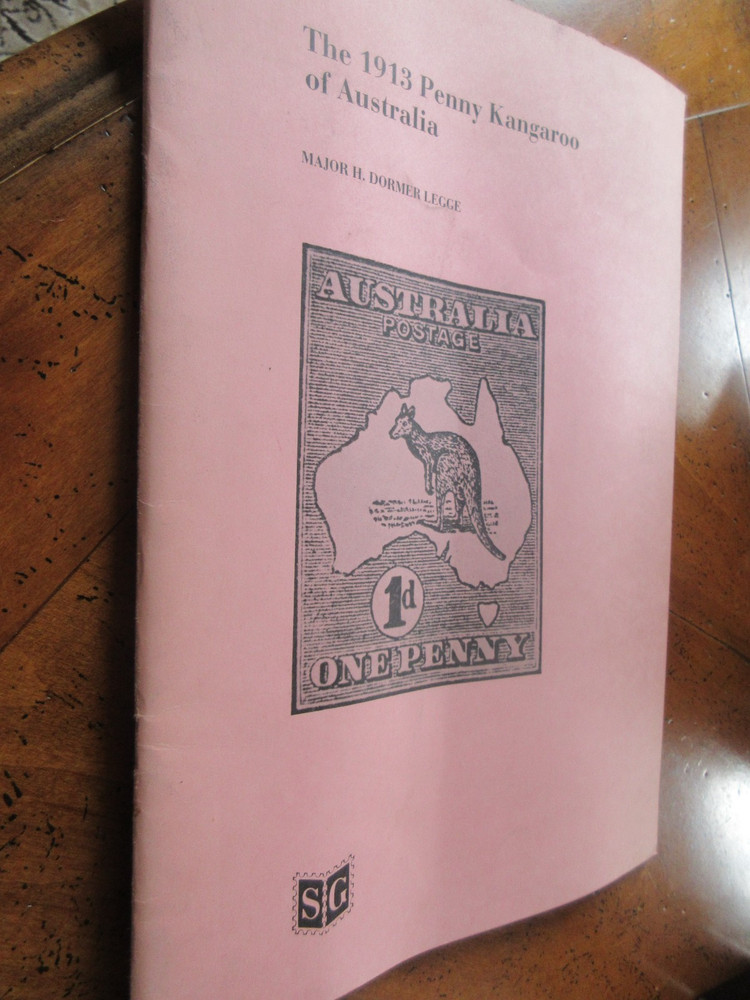 The 1913 Penny Kangaroo
of Australia
MAJOR H. DORMER LEGGE
AUSTRALIA
POSTAGE
1d
ONE PENNY
SG